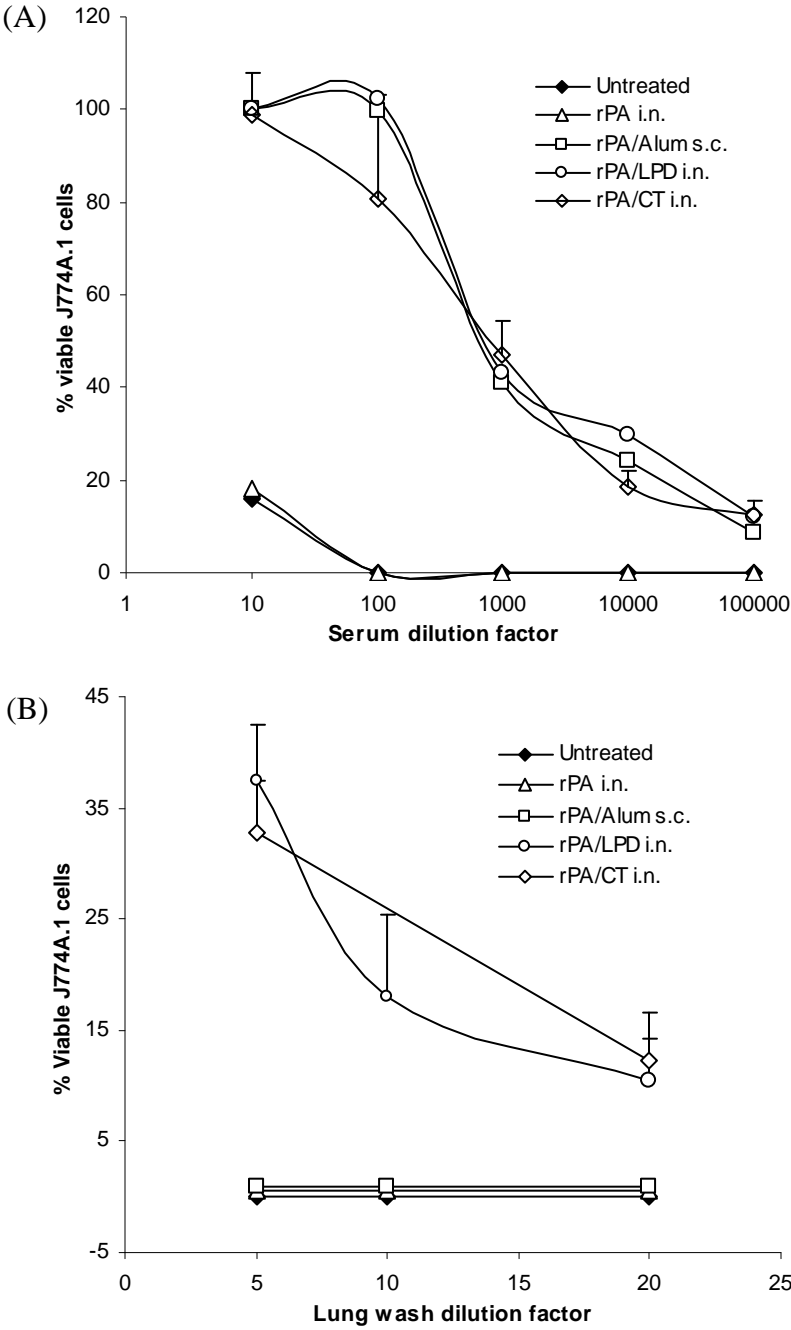 (A)
120
100
80
60
40
20
0
% viable J774A.1 cells
Untreated
rPA i.n.
rPA/Alum s.c.
rPA/LPD i.n.
rPA/CT i.n.
1 10 100 1000 10000 100000
Serum dilution factor
(B)
45
35
25
15
5
-5
% Viable J774A.1 cells
Untreated
rPA i.n.
rPA/Alum s.c.
rPA/LPD i.n.
rPA/CT i.n.
0 5 10 15 20 25
Lung wash dilution factor